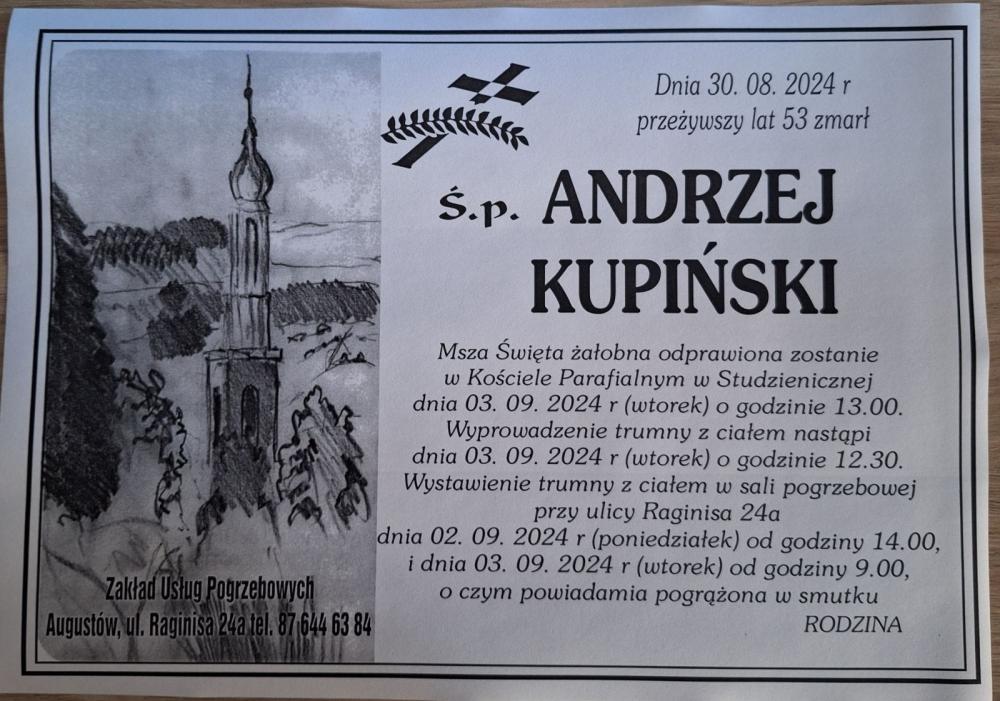 Dnia 30. 08. 2024 r
przeżywszy lat 53 zmarł
Ś.p. ANDRZEJ
KUPIŃSKI
Msza Święta żałobna odprawiona zostanie
w Kościele Parafialnym w Studzienicznej
dnia 03. 09. 2024 r (wtorek) o godzinie 13.00.
Wyprowadzenie trumny z ciałem nastąpi
dnia 03. 09. 2024 r (wtorek) o godzinie 12.30.
Wystawienie trumny z ciałem w sali pogrzebowej
przy ulicy Raginisa 24a
dnia 02. 09. 2024 r (poniedziałek) od godziny 14.00,
i dnia 03. 09. 2024 r (wtorek) od godziny 9.00,
o czym powiadamia pogrążona w smutku
RODZINA
Zakład Usług Pogrzebowych
Augustów, ul. Raginisa 24a tel. 87 644 63 84